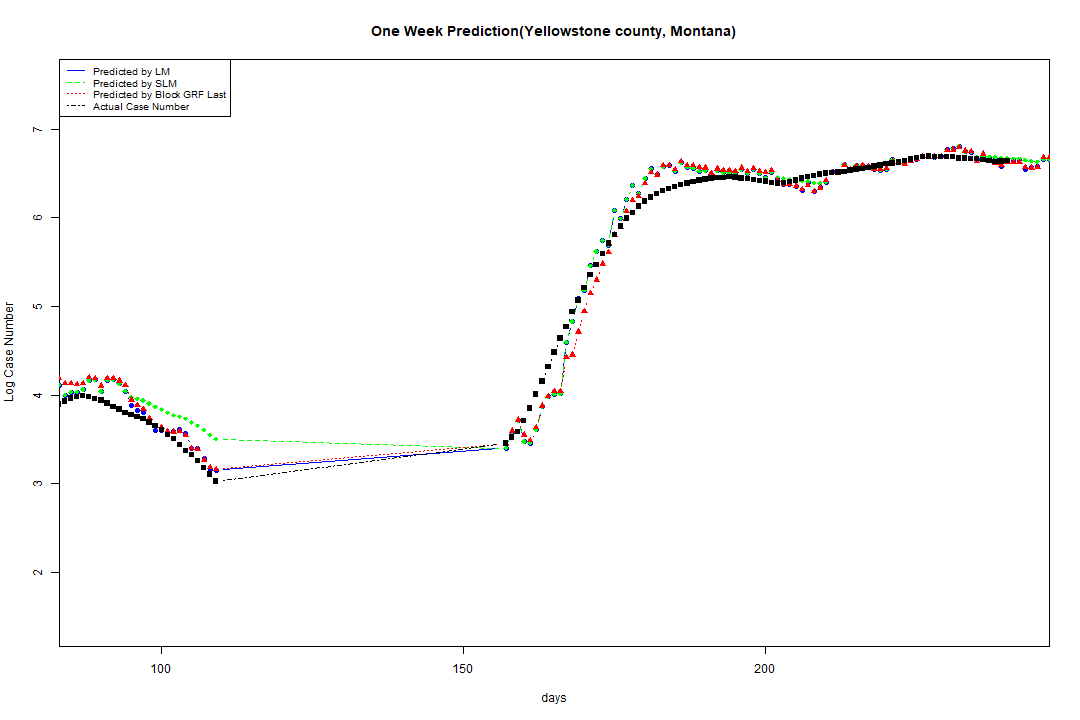 One Week Prediction(Yellowstone county, Montana)
Predicted by LM
Predicted by SLM
Predicted by Block GRF Last
Actual Case Number
7
6
5
4
3
2
Log Case Number
100 150 200
days